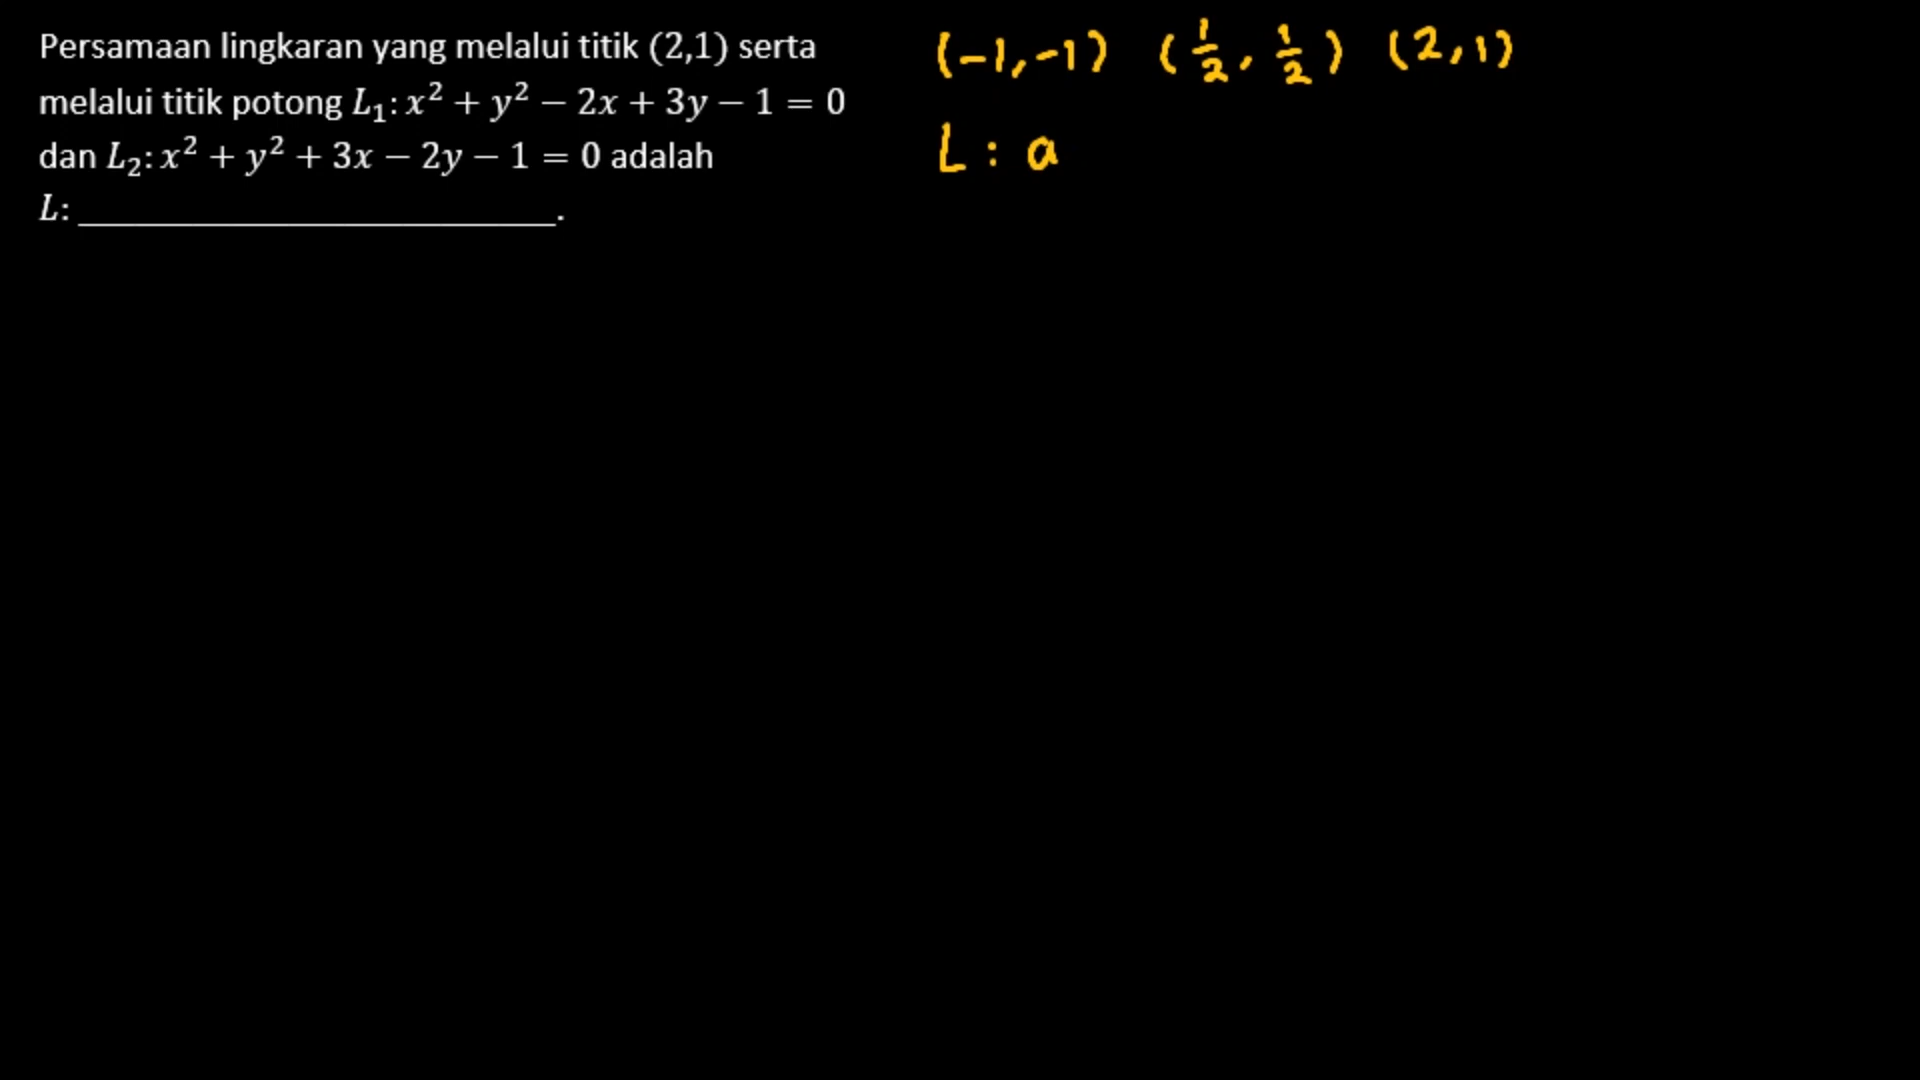 Persamaan lingkaran yang melalui titik (2,1) serta
melalui titik potong L₁: x² + y² − 2x + 3y − 1 = 0
dan L₂: x² + y² + 3x − 2y − 1 = 0 adalah
L: ________________________.
(-1,-1) (1/2, 1/2) (2,1)
L : a